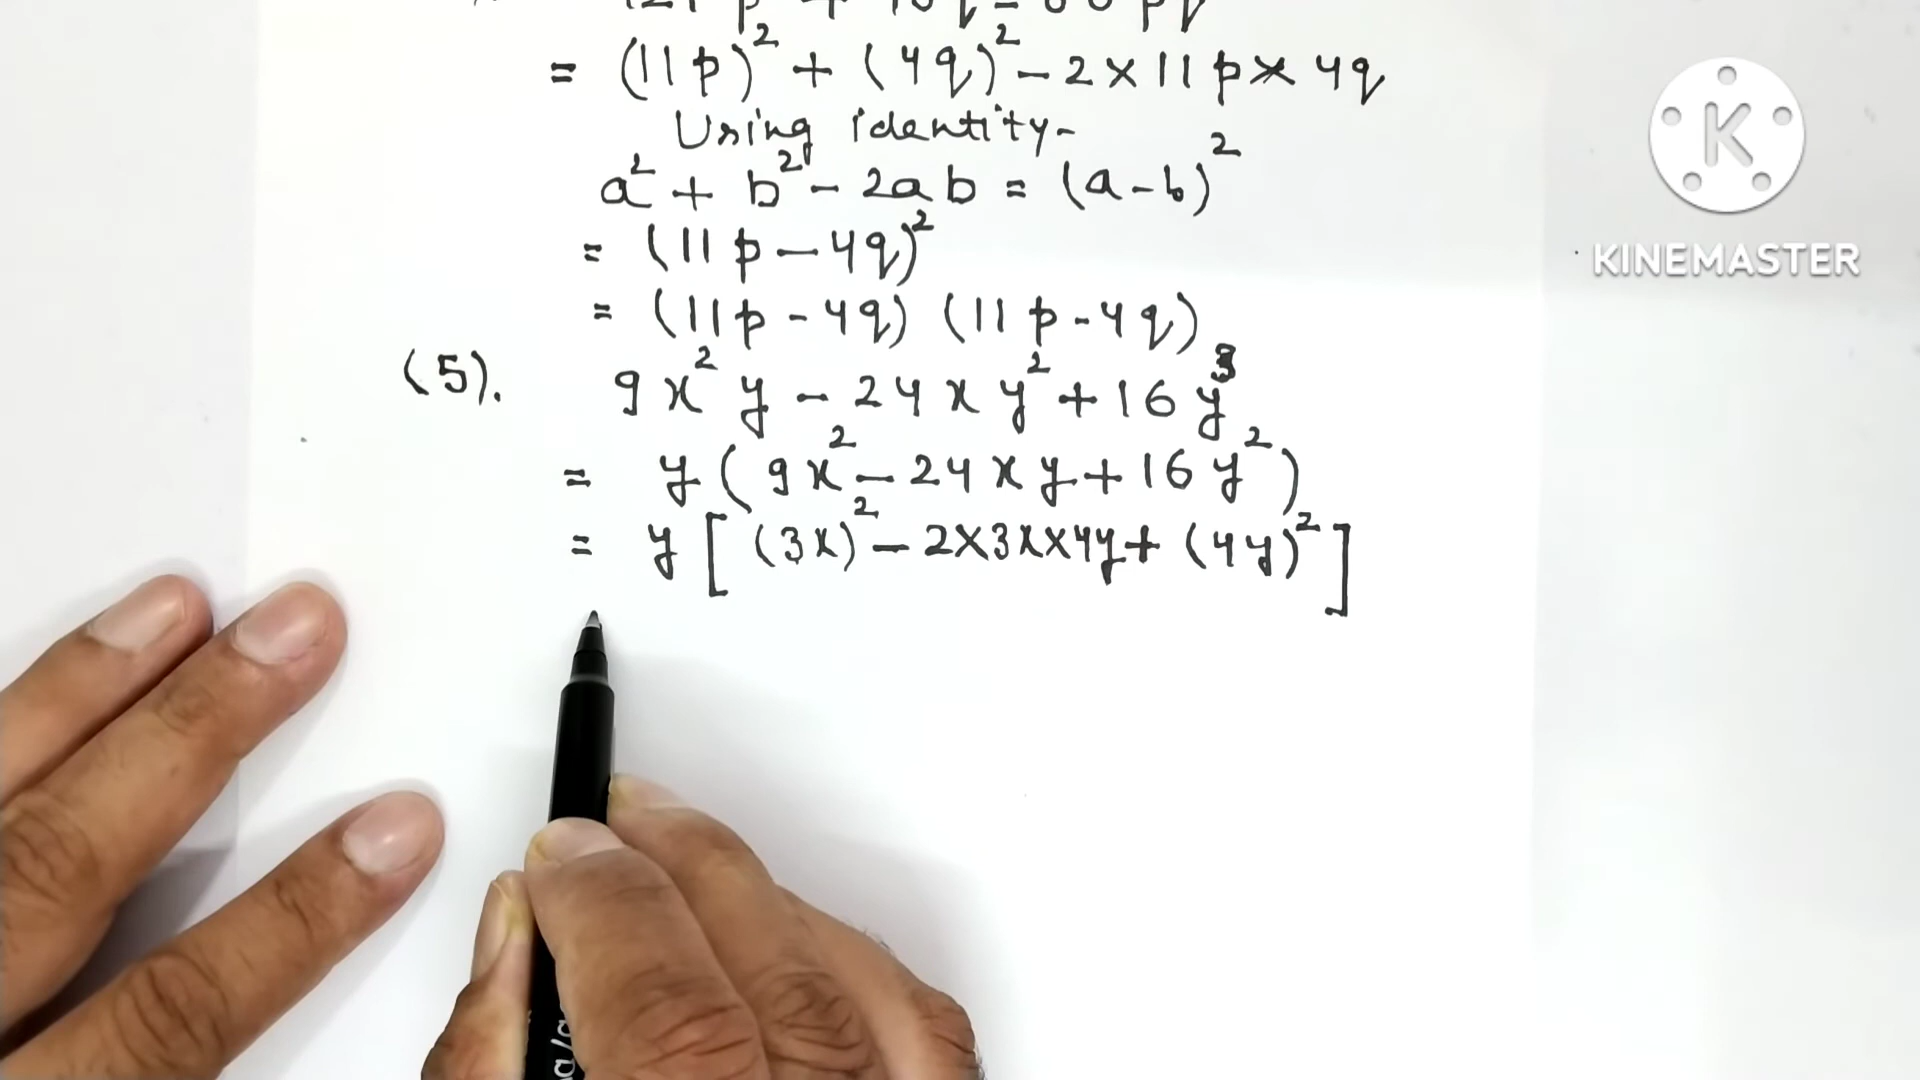 = (11p)² + (4q)² - 2 × 11p × 4q
Using identity-
a² + b² - 2ab = (a-b)²
= (11p - 4q)²
= (11p - 4q) (11p - 4q)
(5). 9x²y - 24xy² + 16y³
= y(9x² - 24xy + 16y²)
= y[(3x)² - 2×3x×4y + (4y)²]
K
KINEMASTER